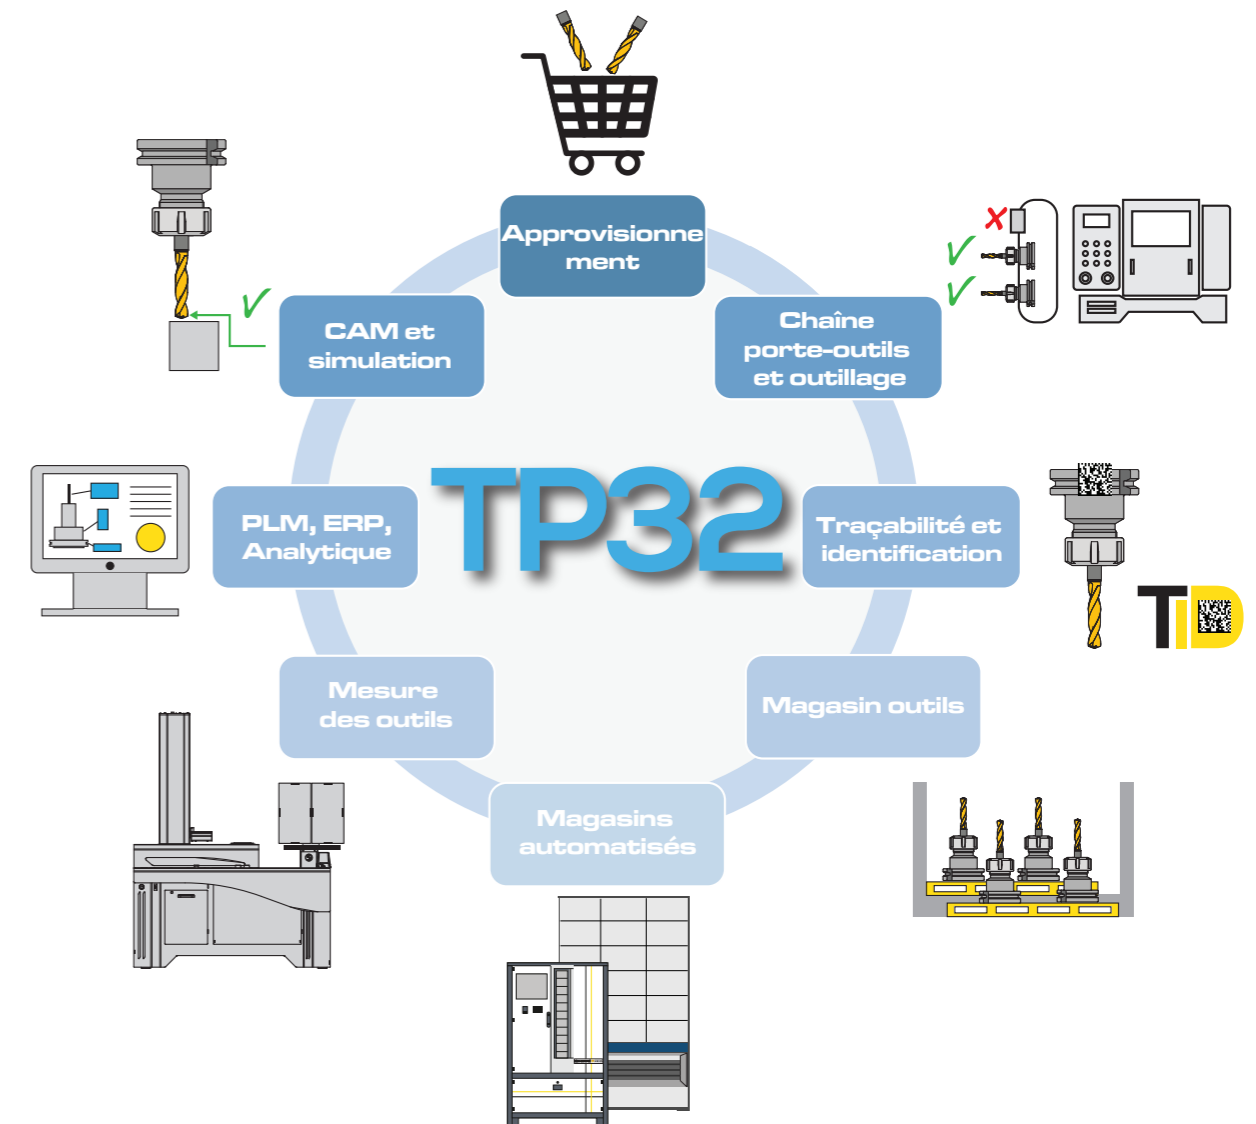 Approvisionne
ment
CAM et
simulation
Chaîne
porte-outils
et outillage
TP32
PLM, ERP,
Analytique
Traçabilité et
identification
TiD
Mesure
des outils
Magasin outils
Magasins
automatisés